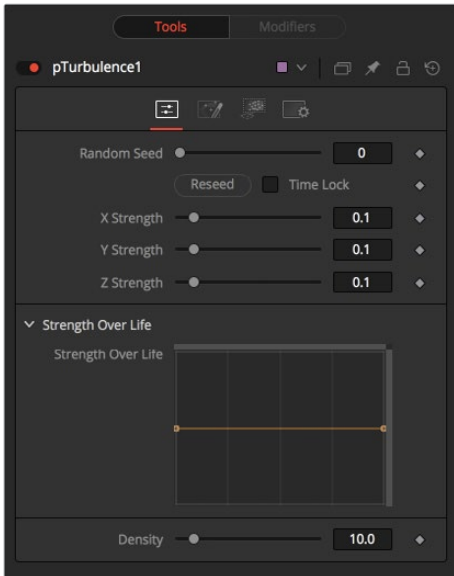 Tools Modifiers
pTurbulence1
Random Seed 0
Reseed Time Lock
X Strength 0.1
Y Strength 0.1
Z Strength 0.1
Strength Over Life
Strength Over Life
Density 10.0